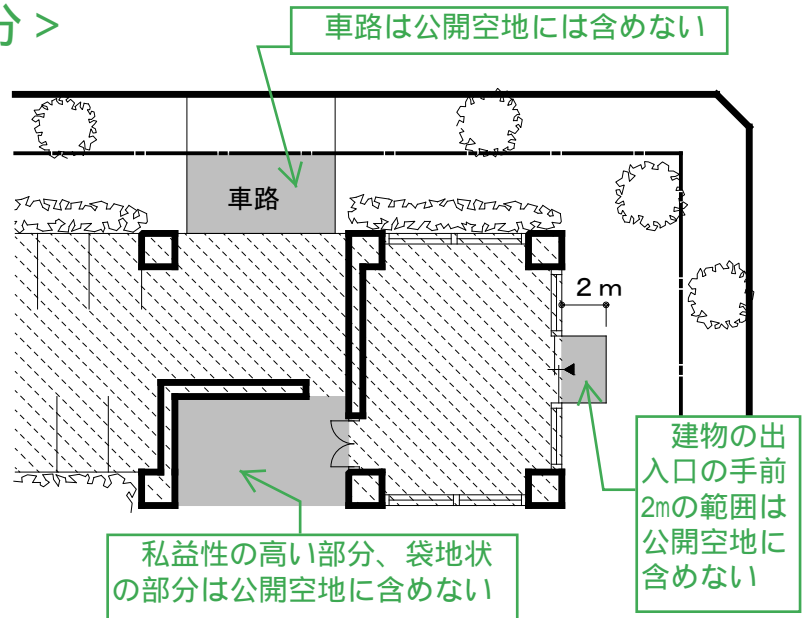 分＞
車路は公開空地には含めない
車路
2ｍ
建物の出
入口の手前
2mの範囲は
公開空地に
含めない
私益性の高い部分、袋地状
の部分は公開空地に含めない